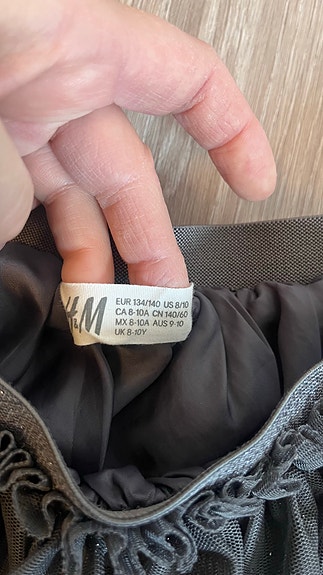 H&M
EUR 134/140 US 8/10
CA 8-10A CN 140/60
MX 8-10A AUS 9-10
UK 8-10Y